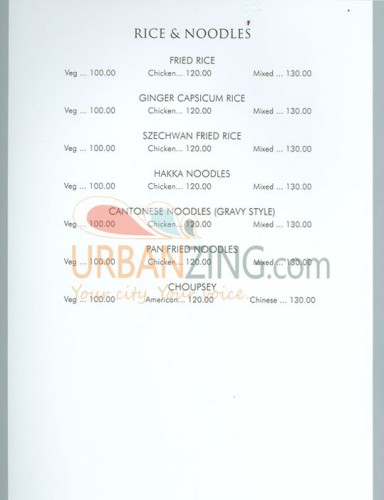 RICE & NOODLES
FRIED RICE
Veg ... 100.00 Chicken... 120.00 Mixed ... 130.00
GINGER CAPSICUM RICE
Veg ... 100.00 Chicken... 120.00 Mixed ... 130.00
SZECHWAN FRIED RICE
Veg ... 100.00 Chicken... 120.00 Mixed ... 130.00
HAKKA NOODLES
Veg ... 100.00 Chicken... 120.00 Mixed ... 130.00
CANTONESE NOODLES (GRAVY STYLE)
Veg ... 100.00 Chicken... 120.00 Mixed ... 130.00
PAN FRIED NOODLES
Veg ... 100.00 Chicken... 120.00 Mixed ... 130.00
URBANZING.com
CHOUPSEY
Your city. Your voice.
Veg ... 100.00 American... 120.00 Chinese ... 130.00